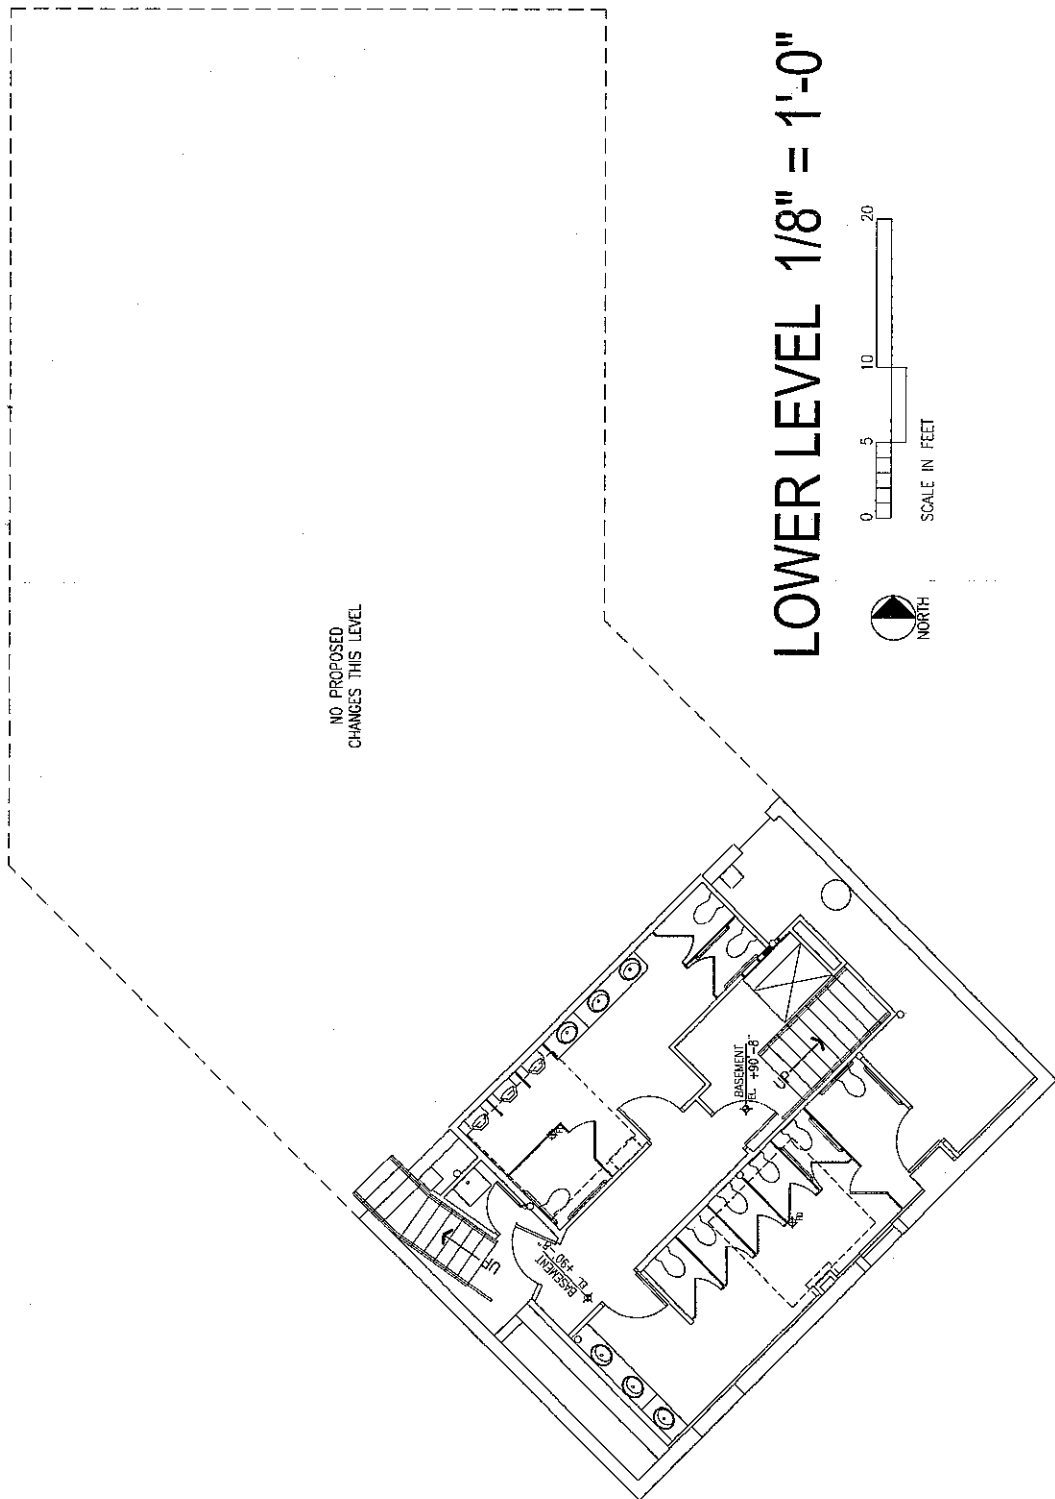 NO PROPOSED
CHANGES THIS LEVEL
BASEMENT
EL +90'-8"
UP
BASEMENT
EL +90'-8"
UP
LOWER LEVEL 1/8" = 1'-0"
0 5 10 20
SCALE IN FEET
NORTH